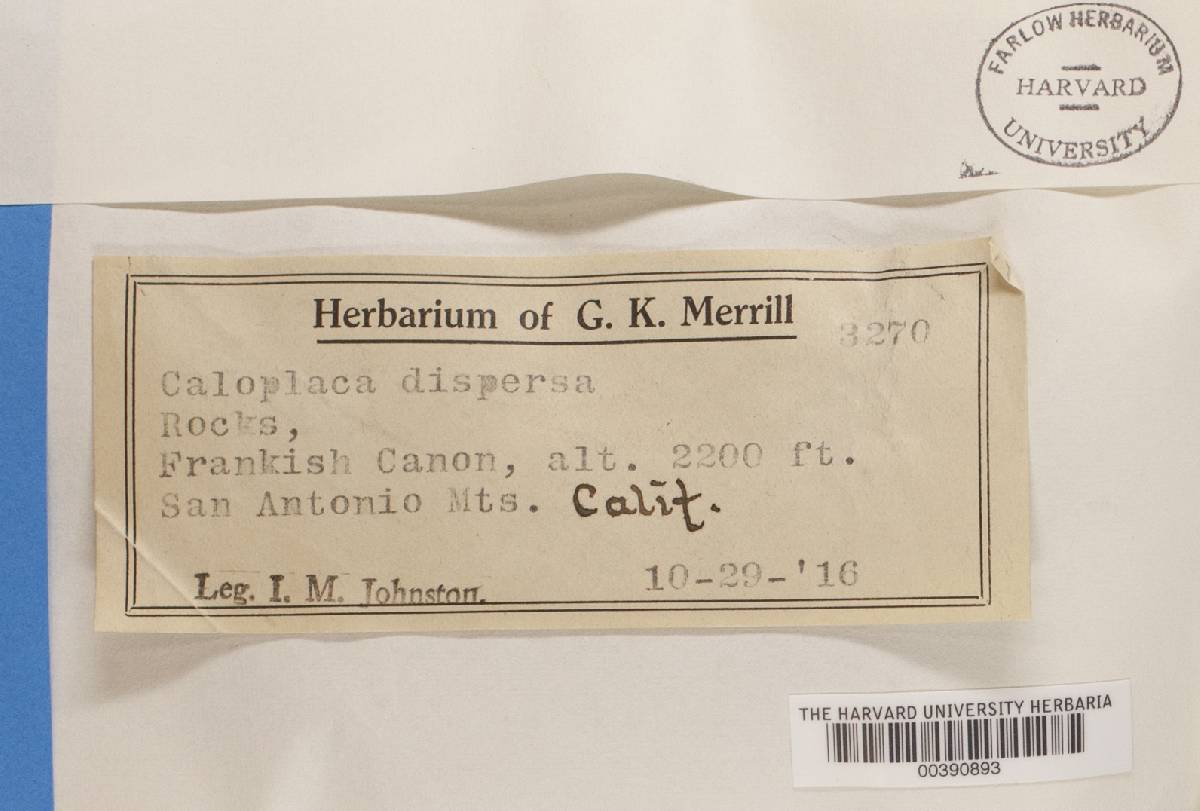 FARLOW HERBARIUM
HARVARD
UNIVERSITY
Herbarium of G. K. Merrill
3270
Caloplaca dispersa
Rocks,
Frankish Canon, alt. 2200 ft.
San Antonio Mts. Calif.
Leg. I. M. Johnston.
10-29-'16
THE HARVARD UNIVERSITY HERBARIA
00390893